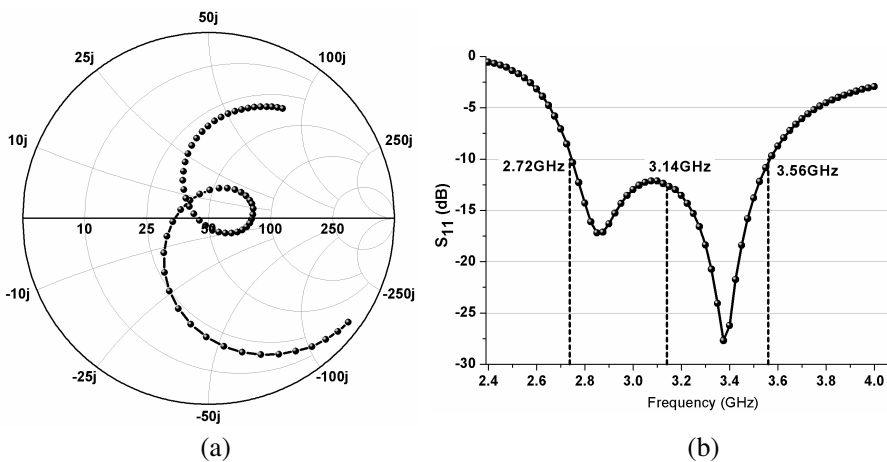 50j
25j
100j
10j
250j
10
25
50
100
250
-10j
-250j
-25j
-100j
-50j
(a)
0
-5
-10
-15
-20
-25
-30
S11 (dB)
2.72GHz
3.14GHz
3.56GHz
2.4 2.6 2.8 3.0 3.2 3.4 3.6 3.8 4.0
Frequency (GHz)
(b)